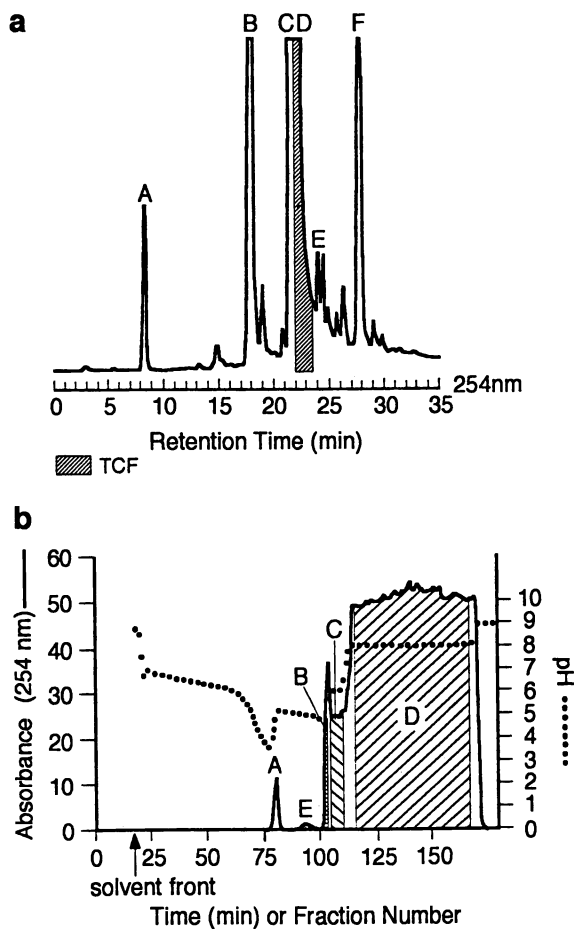 a
B CD F
A
E
254nm
0 5 10 15 20 25 30 35
Retention Time (min)
TCF
b
60
50
40
30
20
10
0
Absorbance (254 nm)
10
9
8
7
6
5
4
3
2
1
0
pH
C
B
D
A
E
0 25 50 75 100 125 150
solvent front
Time (min) or Fraction Number